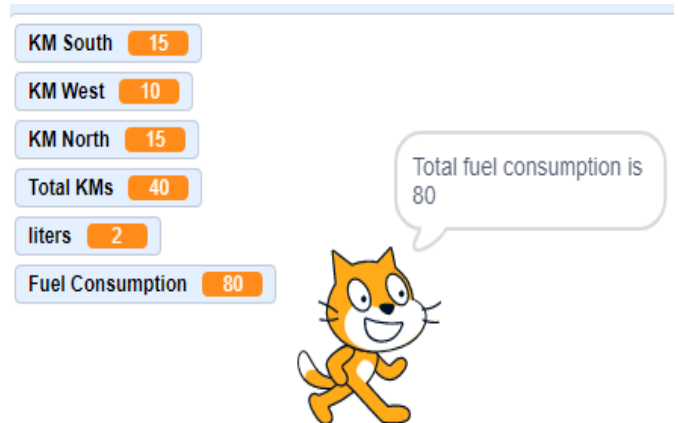 KM South 15
KM West 10
KM North 15
Total KMs 40
liters 2
Fuel Consumption 80
Total fuel consumption is
80